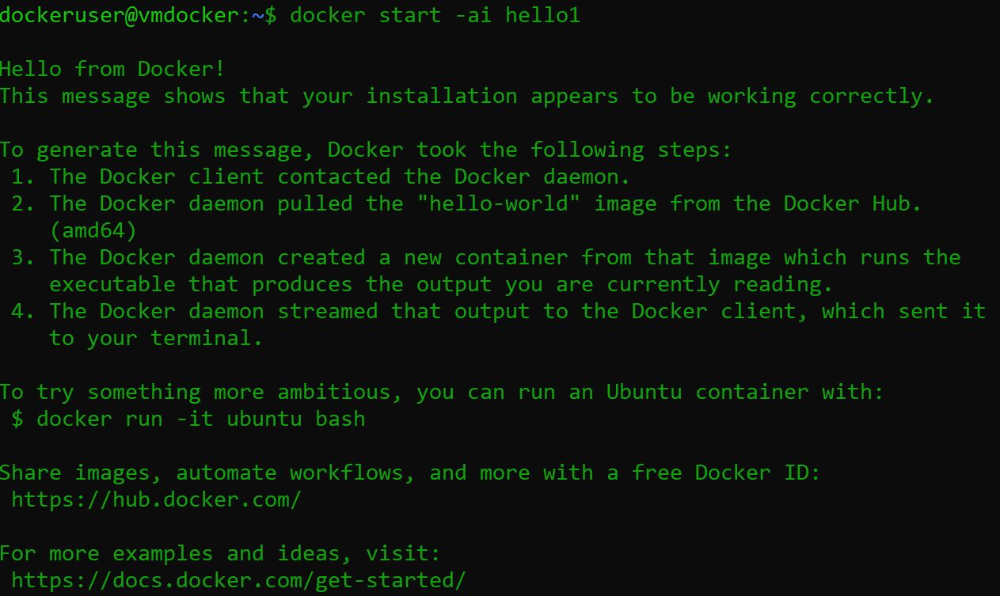 dockeruser@vmdocker:~$ docker start -ai hello1
Hello from Docker!
This message shows that your installation appears to be working correctly.
To generate this message, Docker took the following steps:
1. The Docker client contacted the Docker daemon.
2. The Docker daemon pulled the "hello-world" image from the Docker Hub.
(amd64)
3. The Docker daemon created a new container from that image which runs the
executable that produces the output you are currently reading.
4. The Docker daemon streamed that output to the Docker client, which sent it
to your terminal.
To try something more ambitious, you can run an Ubuntu container with:
$ docker run -it ubuntu bash
Share images, automate workflows, and more with a free Docker ID:
https://hub.docker.com/
For more examples and ideas, visit:
https://docs.docker.com/get-started/